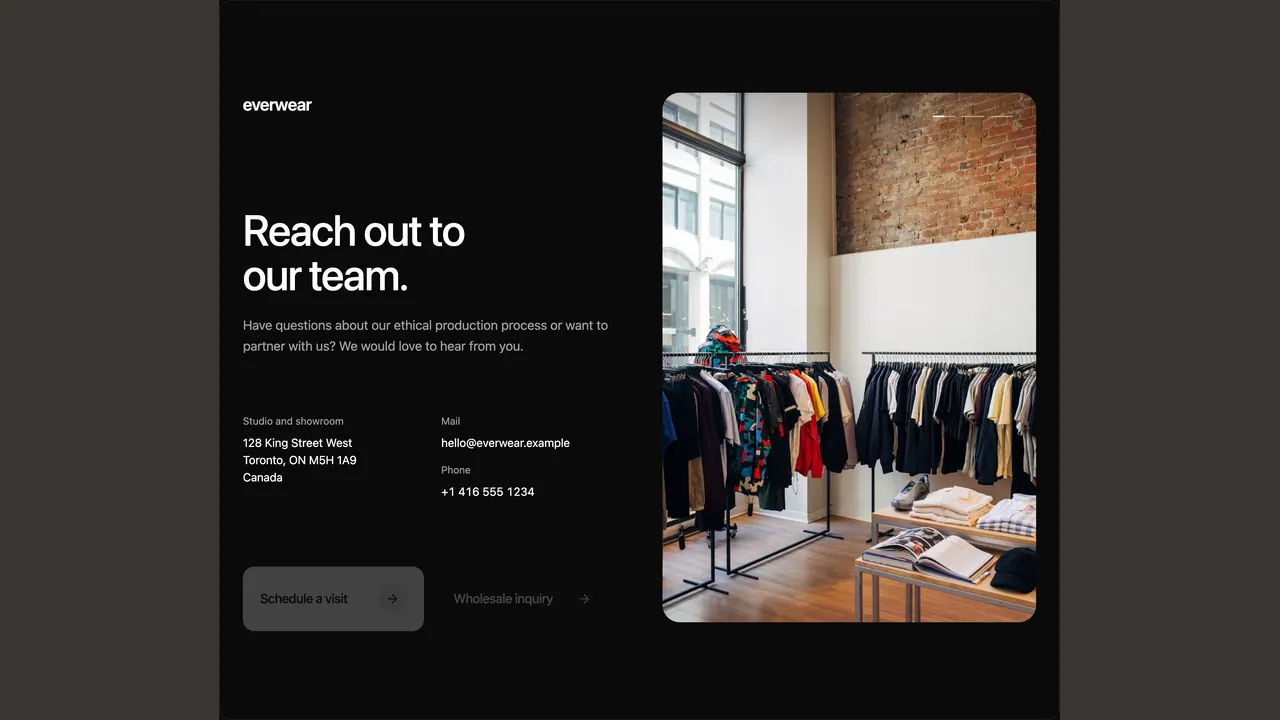 everwear
Reach out to
our team.
Have questions about our ethical production process or want to
partner with us? We would love to hear from you.
Studio and showroom
128 King Street West
Toronto, ON M5H 1A9
Canada
Mail
hello@everwear.example
Phone
+1 416 555 1234
Schedule a visit
Wholesale inquiry